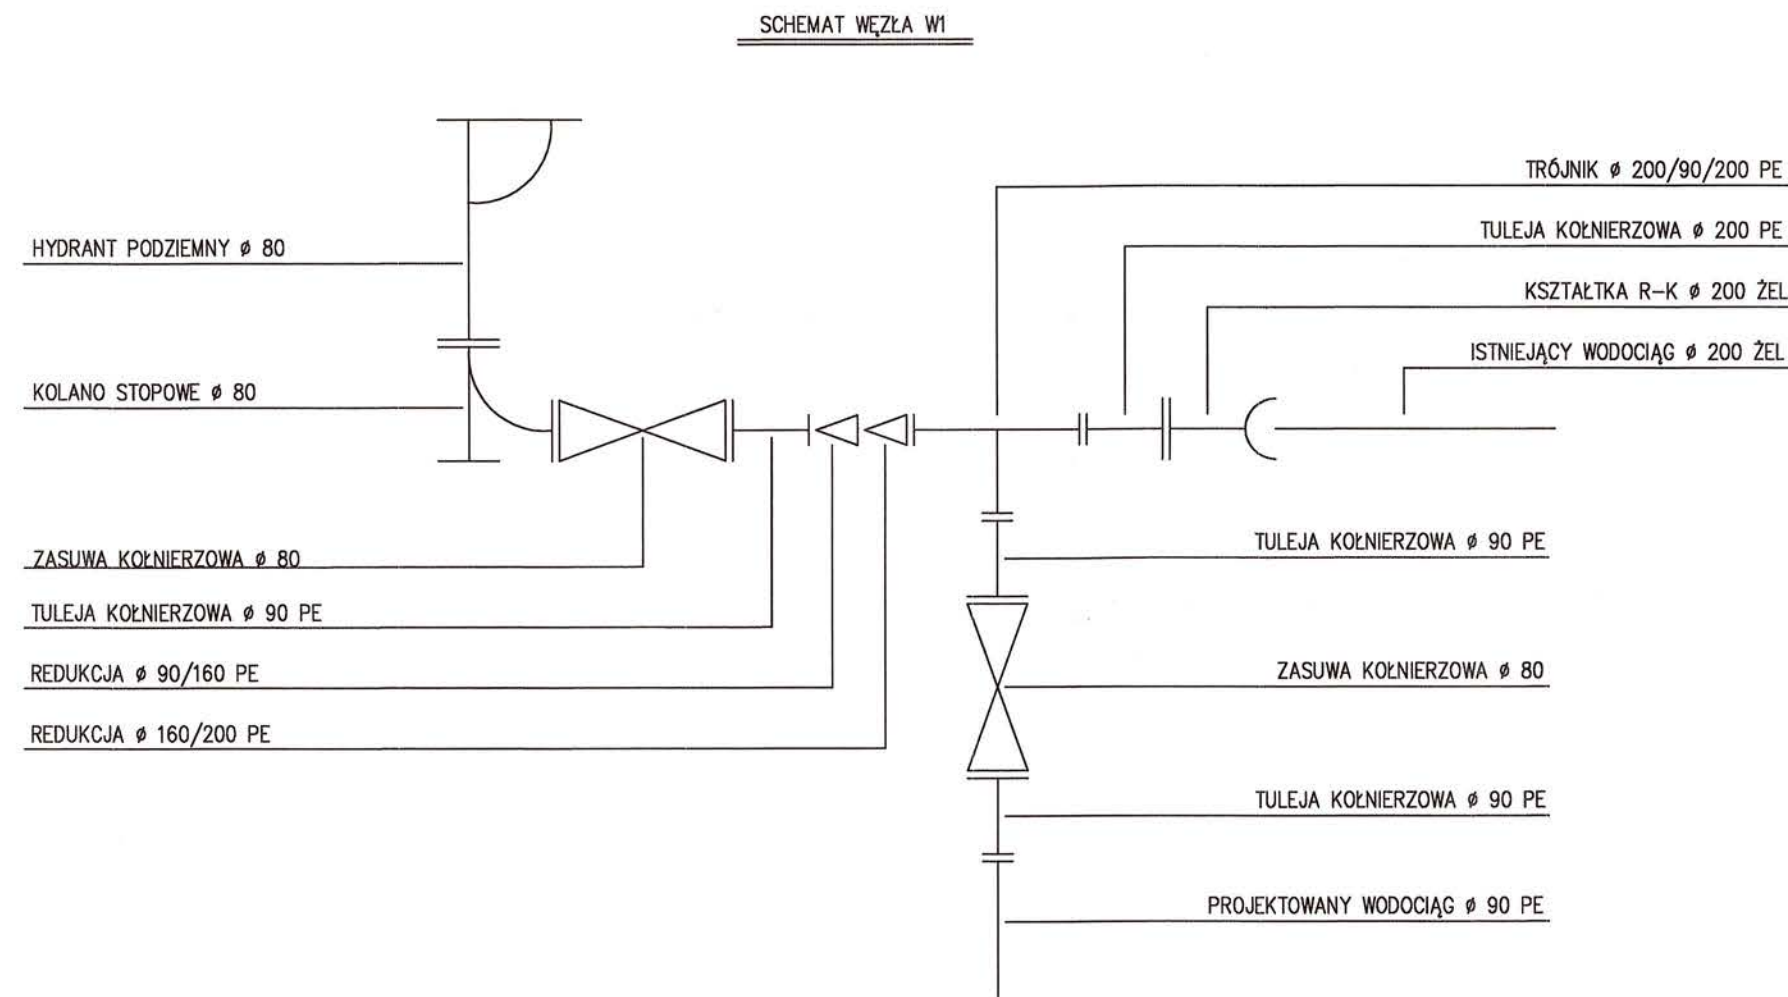 SCHEMAT WĘZŁA W1
HYDRANT PODZIEMNY ø 80
KOLANO STOPOWE ø 80
ZASUWA KOŁNIERZOWA ø 80
TULEJA KOŁNIERZOWA ø 90 PE
REDUKCJA ø 90/160 PE
REDUKCJA ø 160/200 PE
TRÓJNIK ø 200/90/200 PE
TULEJA KOŁNIERZOWA ø 200 PE
KSZTAŁTKA R-K ø 200 ŻEL
ISTNIEJĄCY WODOCIĄG ø 200 ŻEL
TULEJA KOŁNIERZOWA ø 90 PE
ZASUWA KOŁNIERZOWA ø 80
TULEJA KOŁNIERZOWA ø 90 PE
PROJEKTOWANY WODOCIĄG ø 90 PE